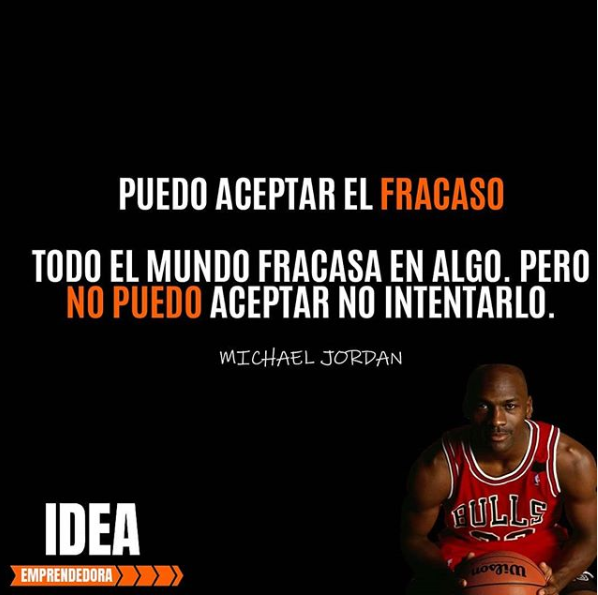 PUEDO ACEPTAR EL FRACASO
TODO EL MUNDO FRACASA EN ALGO. PERO
NO PUEDO ACEPTAR NO INTENTARLO.
MICHAEL JORDAN
BULLS
Wilson
IDEA
EMPRENDEDORA